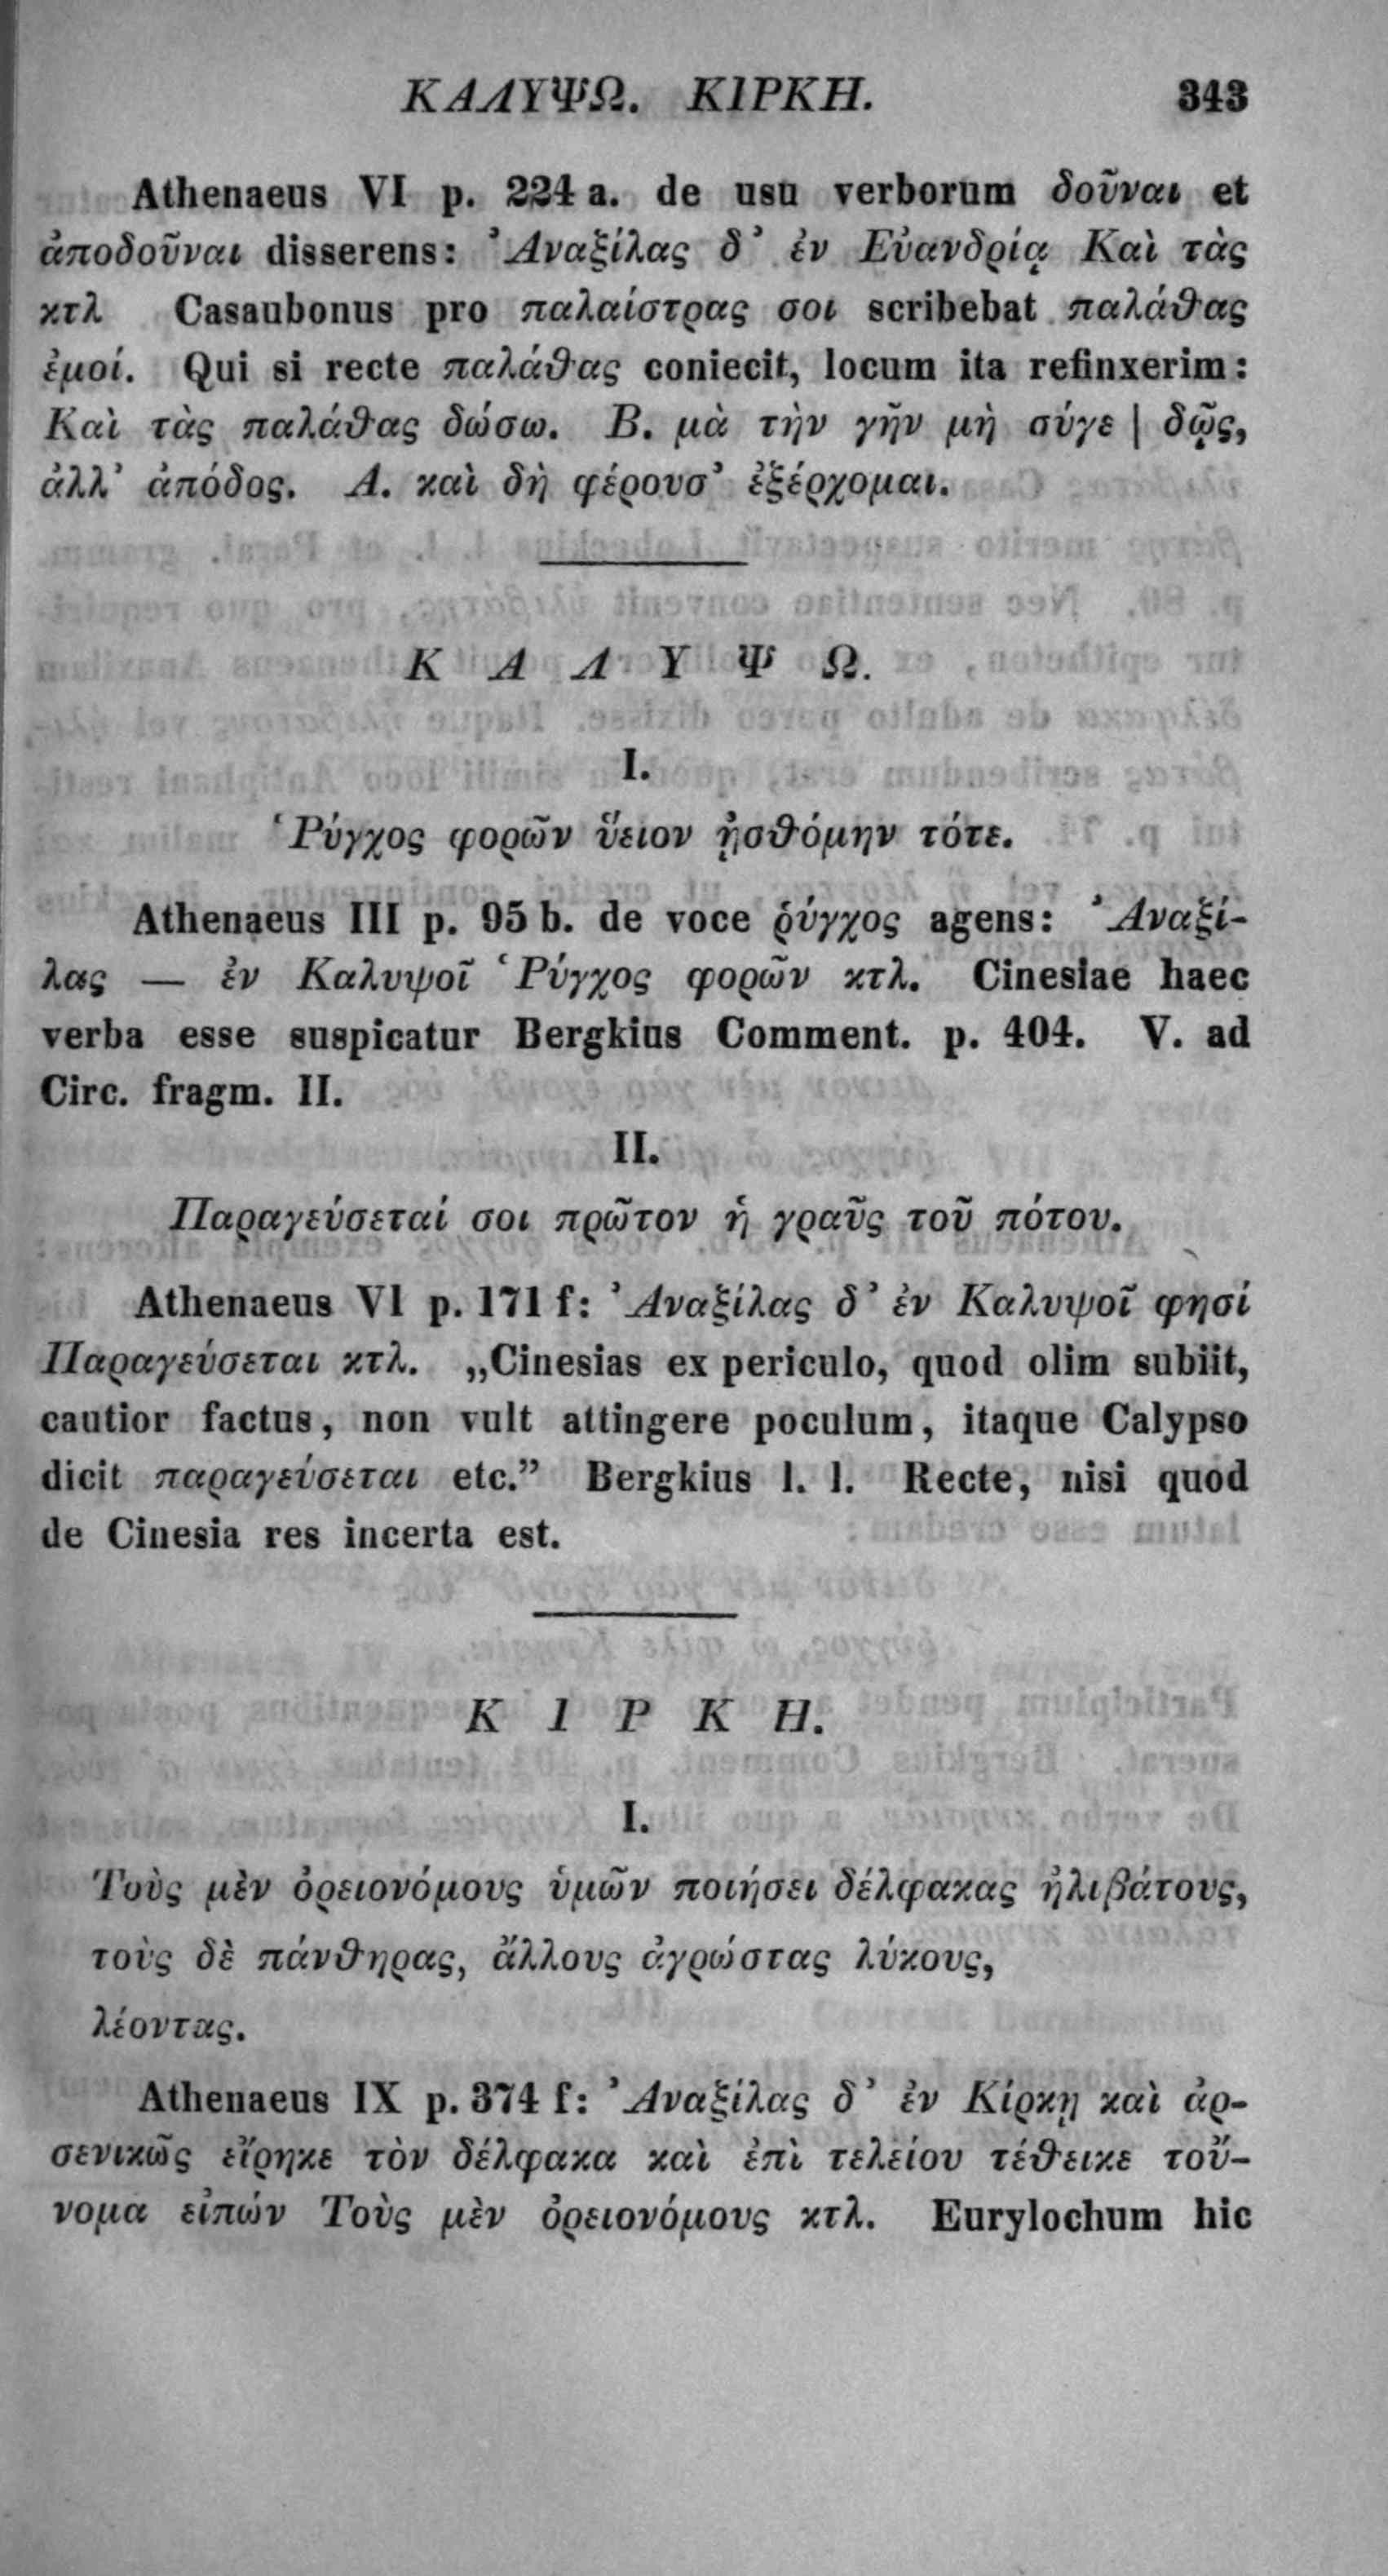 ΚΑΛΥΨΩ. ΚΙΡΚΗ. 343
Athenaeus VI p. 224 a. de usu verborum δοῦναι et
ἀποδοῦναι disserens: Ἀναξίλας δ’ ἐν Εὐανδρίᾳ Καὶ τὰς
κτλ Casaubonus pro παλαίστρας σοι scribebat παλάθας
ἐμοί. Qui si recte παλάθας coniecit, locum ita refinxerim:
Καὶ τὰς παλάθας δώσω. Β. μὰ τὴν γῆν μὴ σύγε | δῷς,
ἀλλ’ ἀπόδος. Α. καὶ δὴ φέρουσ’ ἐξέρχομαι.
Κ Α Λ Υ Ψ Ω.
I.
Ῥύγχος φορῶν ὕειον ᾐσθόμην τότε.
Athenaeus III p. 95 b. de voce ῥύγχος agens: Ἀναξί-
λας — ἐν Καλυψοῖ Ῥύγχος φορῶν κτλ. Cinesiae haec
verba esse suspicatur Bergkius Comment. p. 404. V. ad
Circ. fragm. II.
II.
Παραγεύσεταί σοι πρῶτον ἡ γραῦς τοῦ πότου.
Athenaeus VI p. 171 f: Ἀναξίλας δ’ ἐν Καλυψοῖ φησί
Παραγεύσεται κτλ. „Cinesias ex periculo, quod olim subiit,
cautior factus, non vult attingere poculum, itaque Calypso
dicit παραγεύσεται etc.” Bergkius l. l. Recte, nisi quod
de Cinesia res incerta est.
Κ Ι Ρ Κ Η.
I.
Τοὺς μὲν ὀρειονόμους ὑμῶν ποιήσει δέλφακας ἠλιβάτους,
τοὺς δὲ πάνθηρας, ἄλλους ἀγρώστας λύκους,
λέοντας.
Athenaeus IX p. 374 f: Ἀναξίλας δ’ ἐν Κίρκῃ καὶ ἀρ-
σενικῶς εἴρηκε τὸν δέλφακα καὶ ἐπὶ τελείου τέθεικε τοὔ-
νομα εἰπών Τοὺς μὲν ὀρειονόμους κτλ. Eurylochum hic